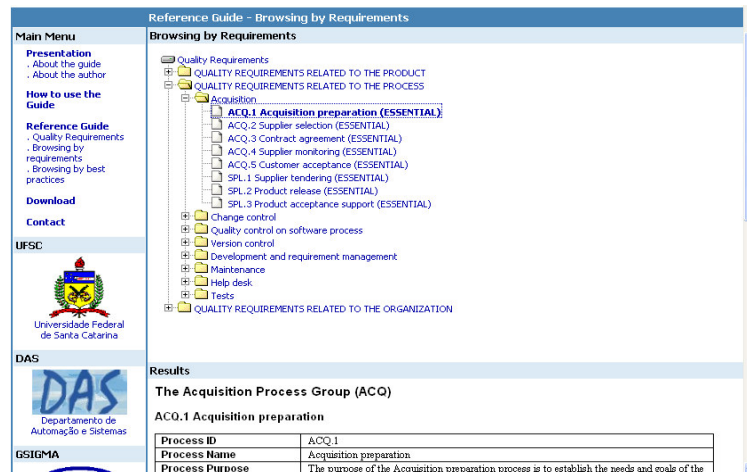 Reference Guide - Browsing by Requirements
Main Menu
Presentation
. About the guide
. About the author
How to use the
Guide
Reference Guide
. Quality Requirements
. Browsing by
requirements
. Browsing by best
practices
Download
Contact
UFSC
Universidade Federal
de Santa Catarina
DAS
DAS
Departamento de
Automação e Sistemas
GSIGMA
Browsing by Requirements
Quality Requirements
QUALITY REQUIREMENTS RELATED TO THE PRODUCT
QUALITY REQUIREMENTS RELATED TO THE PROCESS
Acquisition
ACQ.1 Acquisition preparation (ESSENTIAL)
ACQ.2 Supplier selection (ESSENTIAL)
ACQ.3 Contract agreement (ESSENTIAL)
ACQ.4 Supplier monitoring (ESSENTIAL)
ACQ.5 Customer acceptance (ESSENTIAL)
SPL.1 Supplier tendering (ESSENTIAL)
SPL.2 Product release (ESSENTIAL)
SPL.3 Product acceptance support (ESSENTIAL)
Change control
Quality control on software process
Version control
Development and requirement management
Maintenance
Help desk
Tests
QUALITY REQUIREMENTS RELATED TO THE ORGANIZATION
Results
The Acquisition Process Group (ACQ)
ACQ.1 Acquisition preparation
Process ID ACQ.1
Process Name Acquisition preparation
Process Purpose The purpose of the Acquisition preparation process is to establish the needs and goals of the